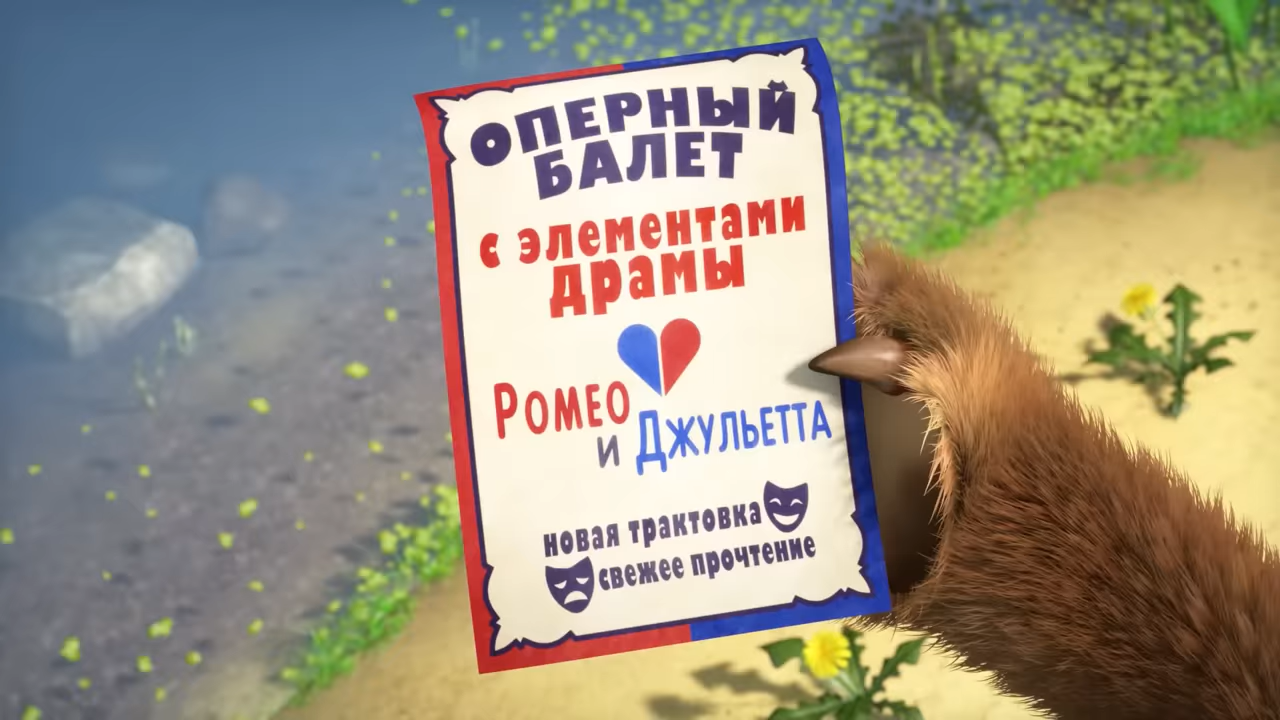 ОПЕРНЫЙ
БАЛЕТ
с элементами
драмы
Ромео
и Джульетта
новая трактовка
свежее прочтение